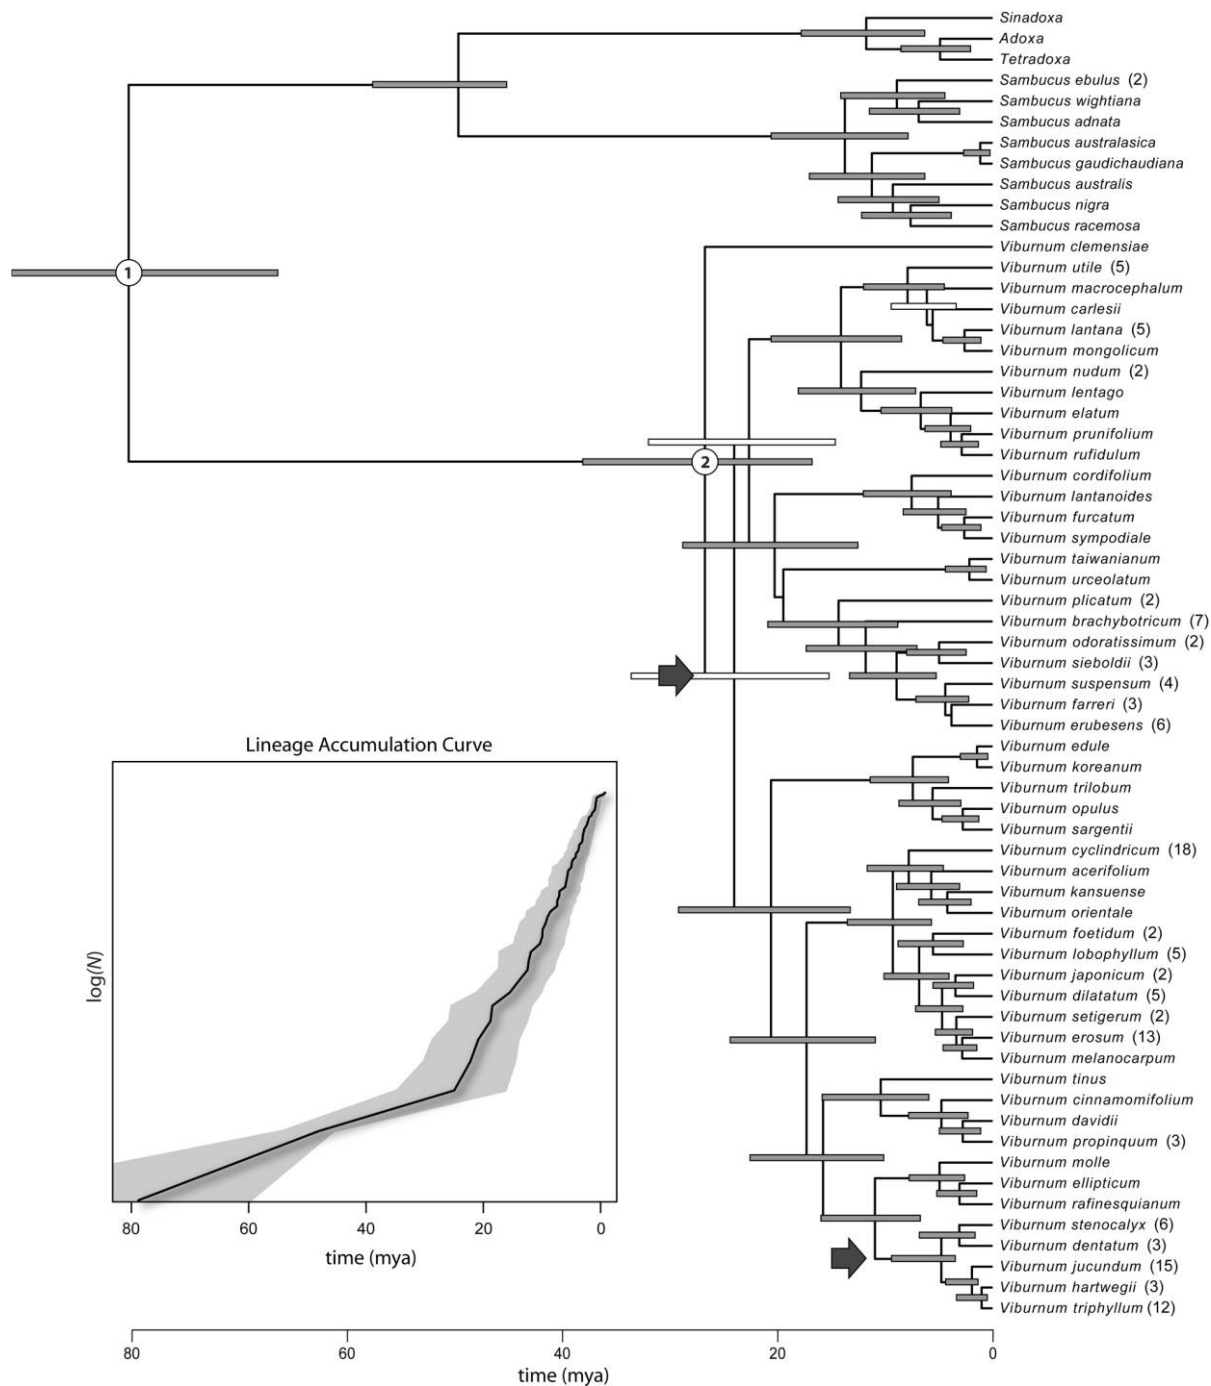 Sinadoxa
Adoxa
Tetradoxa
Sambucus ebulus (2)
Sambucus wightiana
Sambucus adnata
Sambucus australasica
Sambucus gaudichaudiana
Sambucus australis
Sambucus nigra
Sambucus racemosa
Viburnum clemensiae
Viburnum utile (5)
Viburnum macrocephalum
Viburnum carlesii
Viburnum lantana (5)
Viburnum mongolicum
Viburnum nudum (2)
Viburnum lentago
Viburnum elatum
Viburnum prunifolium
Viburnum rufidulum
Viburnum cordifolium
Viburnum lantanoides
Viburnum furcatum
Viburnum sympodiale
Viburnum taiwanianum
Viburnum urceolatum
Viburnum plicatum (2)
Viburnum brachybotricum (7)
Viburnum odoratissimum (2)
Viburnum sieboldii (3)
Viburnum suspensum (4)
Viburnum farreri (3)
Viburnum erubesens (6)
Viburnum edule
Viburnum koreanum
Viburnum trilobum
Viburnum opulus
Viburnum sargentii
Viburnum cyclindricum (18)
Viburnum acerifolium
Viburnum kansuense
Viburnum orientale
Viburnum foetidum (2)
Viburnum lobophyllum (5)
Viburnum japonicum (2)
Viburnum dilatatum (5)
Viburnum setigerum (2)
Viburnum erosum (13)
Viburnum melanocarpum
Viburnum tinus
Viburnum cinnamomifolium
Viburnum davidii
Viburnum propinquum (3)
Viburnum molle
Viburnum ellipticum
Viburnum rafinesquianum
Viburnum stenocalyx (6)
Viburnum dentatum (3)
Viburnum jucundum (15)
Viburnum hartwegii (3)
Viburnum triphyllum (12)
1
2
Lineage Accumulation Curve
log(N)
80 60 40 20 0
time (mya)
80 60 40 20 0
time (mya)